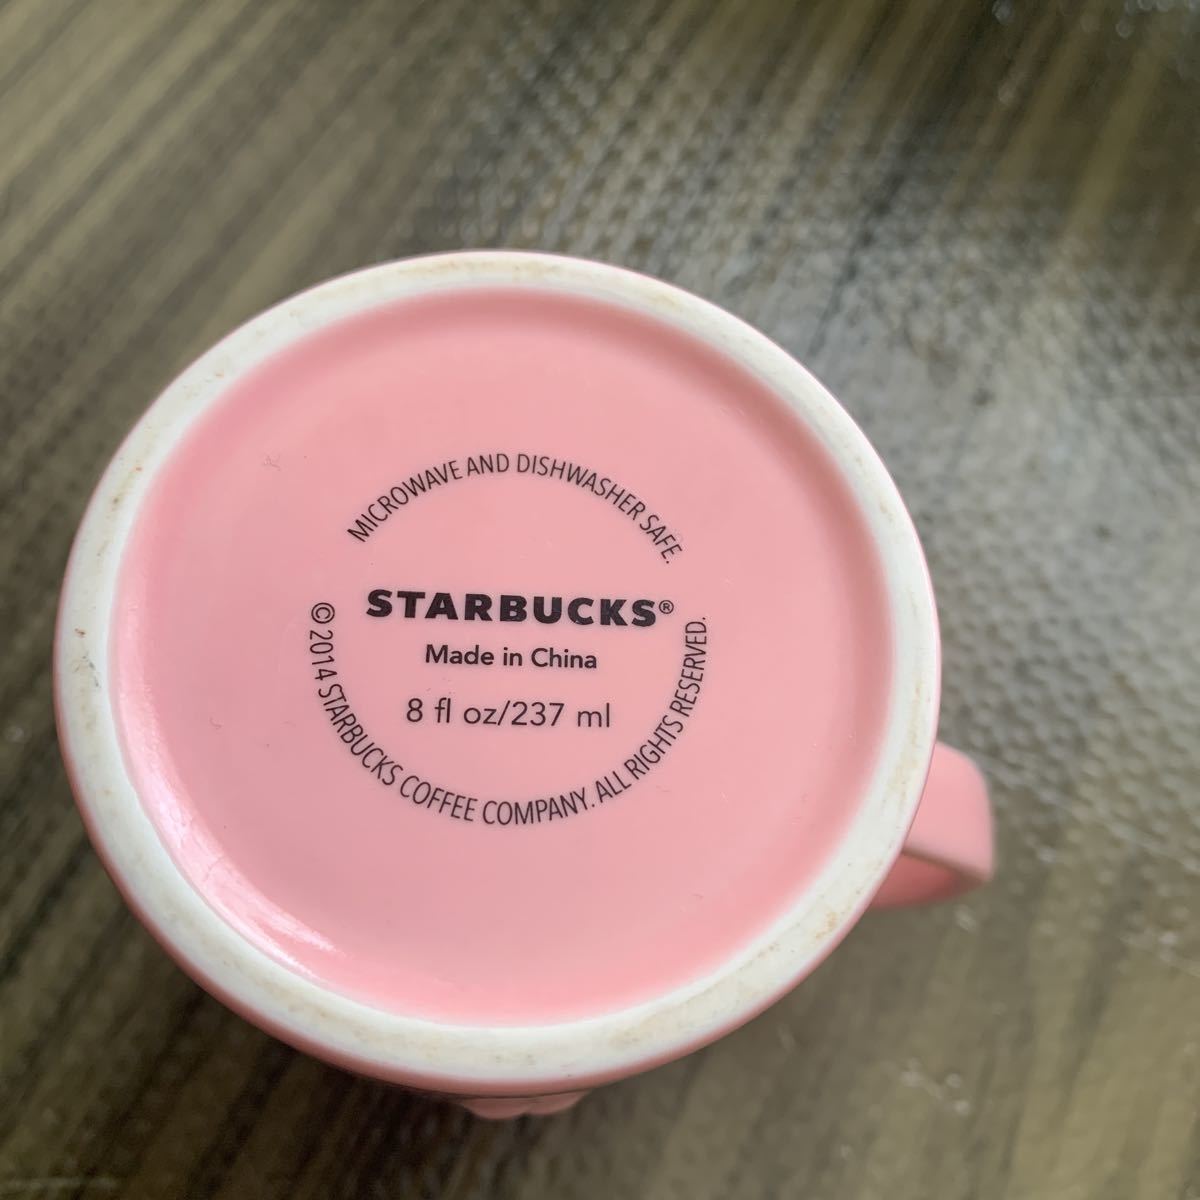 MICROWAVE AND DISHWASHER SAFE.
STARBUCKS®
Made in China
8 fl oz/237 ml
© 2014 STARBUCKS COFFEE COMPANY. ALL RIGHTS RESERVED.